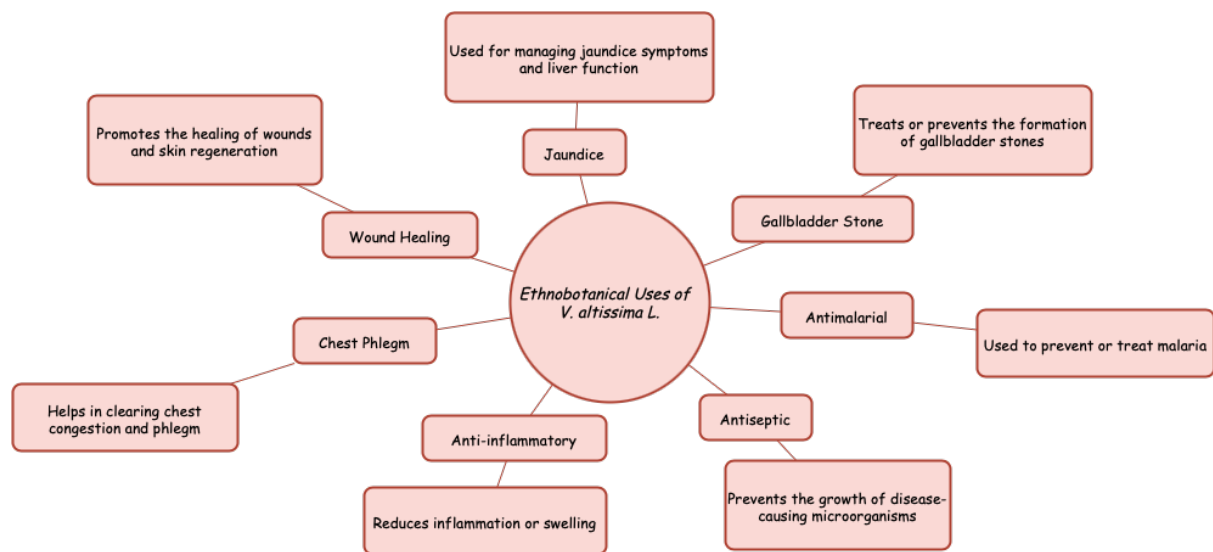 Used for managing jaundice symptoms
and liver function
Jaundice
Treats or prevents the formation
of gallbladder stones
Gallbladder Stone
Promotes the healing of wounds
and skin regeneration
Wound Healing
Ethnobotanical Uses of
V. altissima L.
Antimalarial
Used to prevent or treat malaria
Chest Phlegm
Helps in clearing chest
congestion and phlegm
Anti-inflammatory
Reduces inflammation or swelling
Antiseptic
Prevents the growth of disease-
causing microorganisms